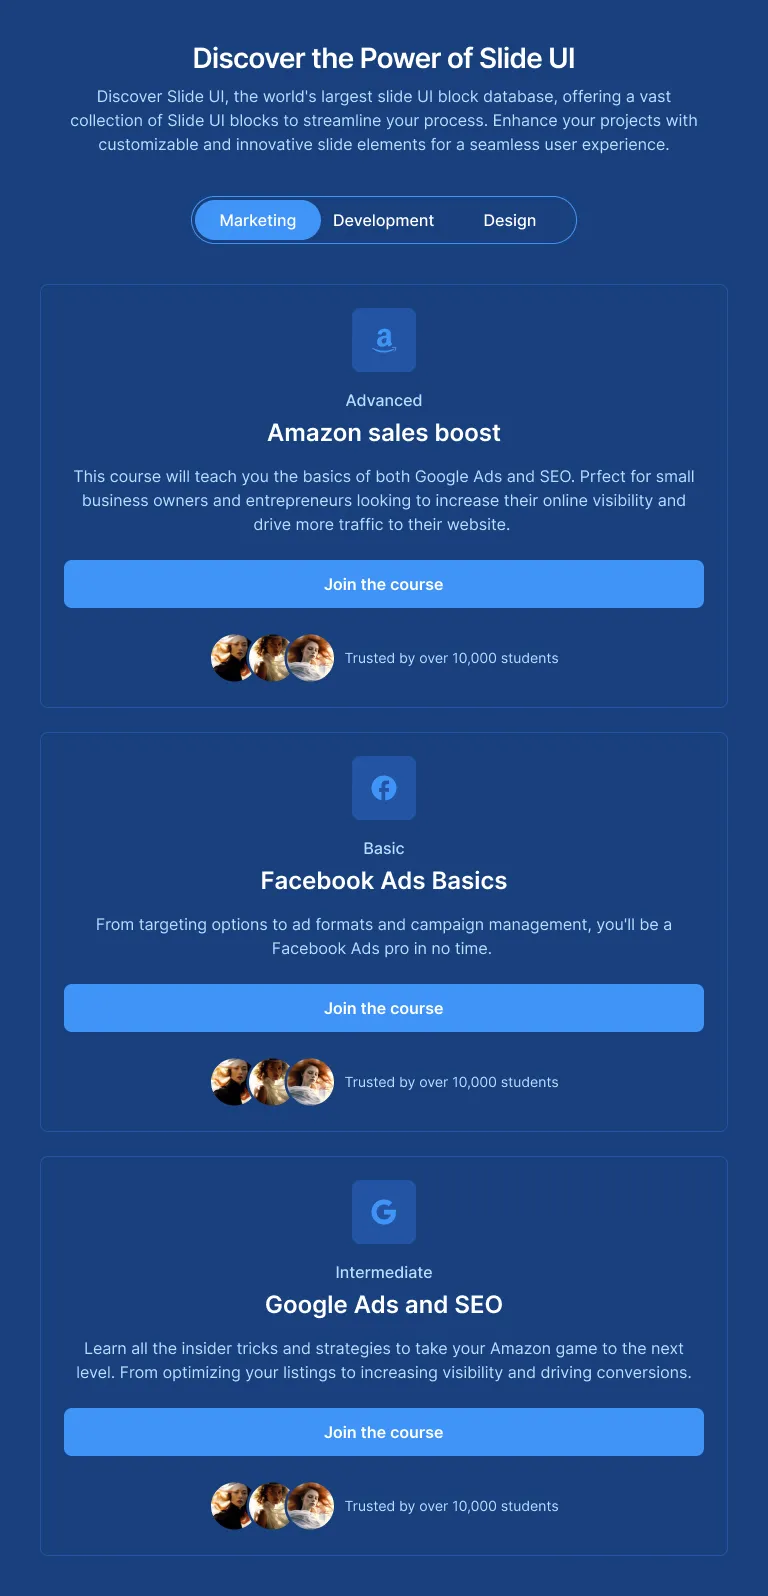 Discover the Power of Slide UI
Discover Slide UI, the world's largest slide UI block database, offering a vast
collection of Slide UI blocks to streamline your process. Enhance your projects with
customizable and innovative slide elements for a seamless user experience.
Marketing Development Design
Advanced
Amazon sales boost
This course will teach you the basics of both Google Ads and SEO. Prfect for small
business owners and entrepreneurs looking to increase their online visibility and
drive more traffic to their website.
Join the course
Trusted by over 10,000 students
Basic
Facebook Ads Basics
From targeting options to ad formats and campaign management, you'll be a
Facebook Ads pro in no time.
Join the course
Trusted by over 10,000 students
Intermediate
Google Ads and SEO
Learn all the insider tricks and strategies to take your Amazon game to the next
level. From optimizing your listings to increasing visibility and driving conversions.
Join the course
Trusted by over 10,000 students